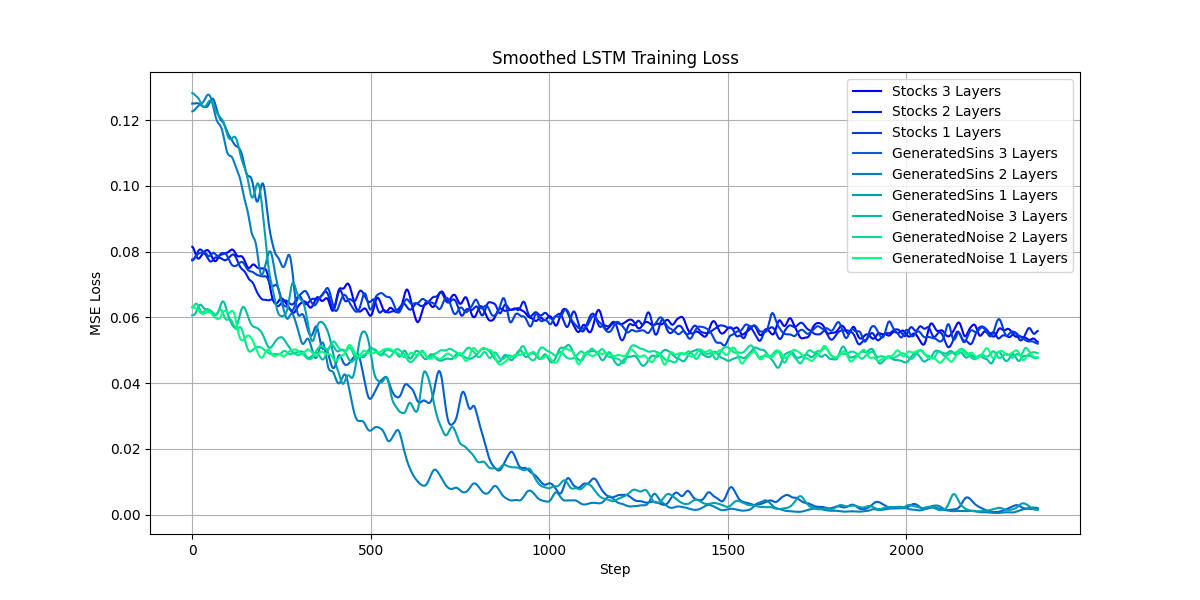 Smoothed LSTM Training Loss
MSE Loss
0.12
0.10
0.08
0.06
0.04
0.02
0.00
0
500
1000
1500
2000
Step
Stocks 3 Layers
Stocks 2 Layers
Stocks 1 Layers
GeneratedSins 3 Layers
GeneratedSins 2 Layers
GeneratedSins 1 Layers
GeneratedNoise 3 Layers
GeneratedNoise 2 Layers
GeneratedNoise 1 Layers